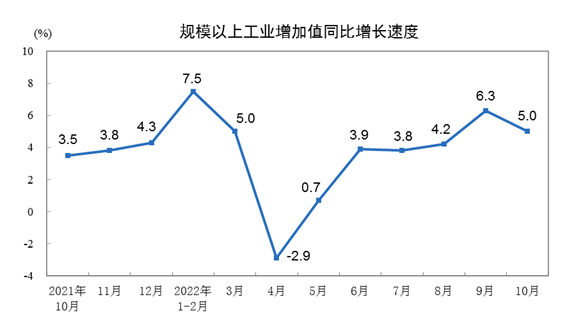 规模以上工业增加值同比增长速度
(%)
10
8
6
4
2
0
-2
-4
3.5
3.8
4.3
7.5
5.0
-2.9
0.7
3.9
3.8
4.2
6.3
5.0
2021年
10月
11月
12月
2022年
1-2月
3月
4月
5月
6月
7月
8月
9月
10月